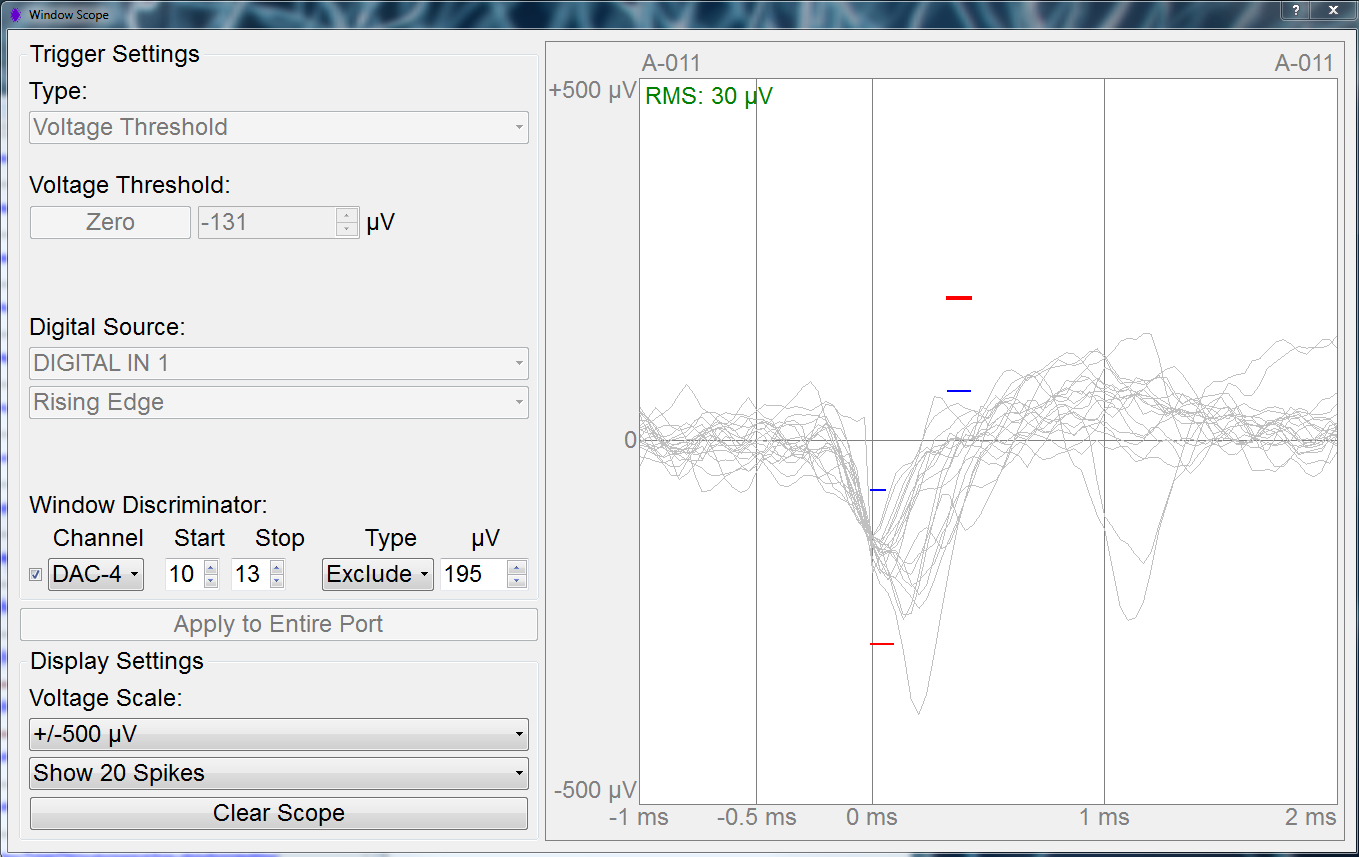 Window Scope
? x
Trigger Settings
Type:
Voltage Threshold
Voltage Threshold:
Zero -131 µV
Digital Source:
DIGITAL IN 1
Rising Edge
Window Discriminator:
Channel Start Stop Type µV
DAC-4 10 13 Exclude 195
Apply to Entire Port
Display Settings
Voltage Scale:
+/-500 µV
Show 20 Spikes
Clear Scope
A-011 A-011
+500 µV RMS: 30 µV
0
-500 µV
-1 ms -0.5 ms 0 ms 1 ms 2 ms